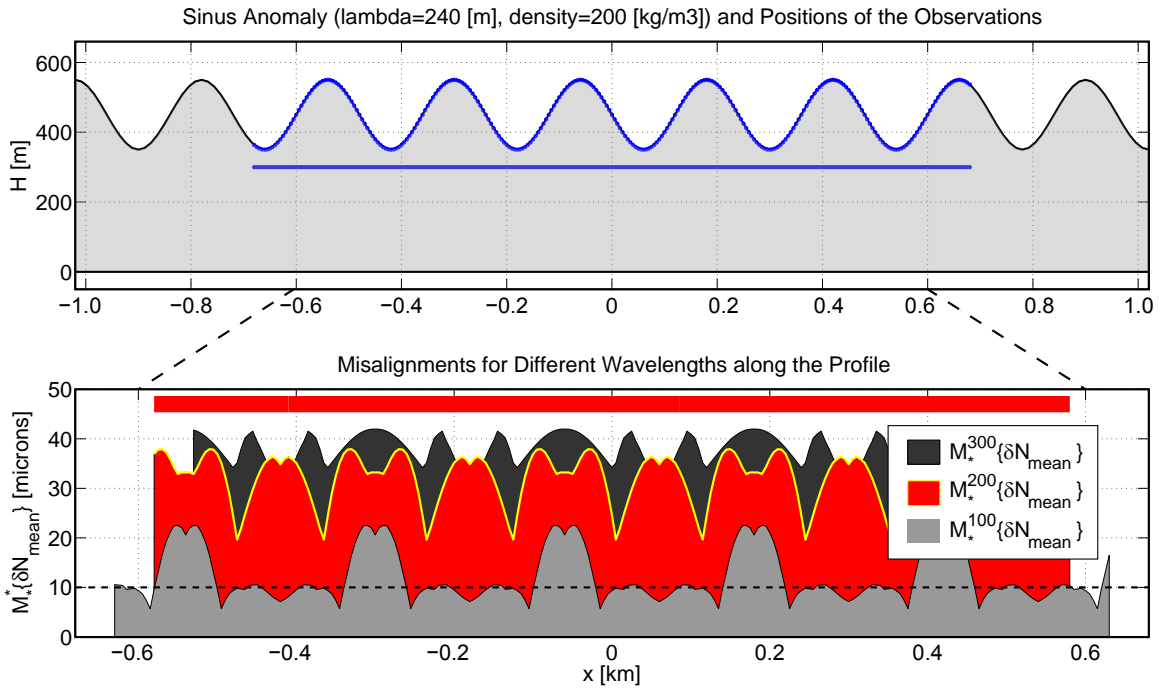 Sinus Anomaly (lambda=240 [m], density=200 [kg/m3]) and Positions of the Observations
H [m]
600
400
200
0
−1.0 −0.8 −0.6 −0.4 −0.2 0 0.2 0.4 0.6 0.8 1.0
Misalignments for Different Wavelengths along the Profile
M**{δNmean} [microns]
50
40
30
20
10
0
M*300{δNmean}
M*200{δNmean}
M*100{δNmean}
−0.6 −0.4 −0.2 0 0.2 0.4 0.6
x [km]